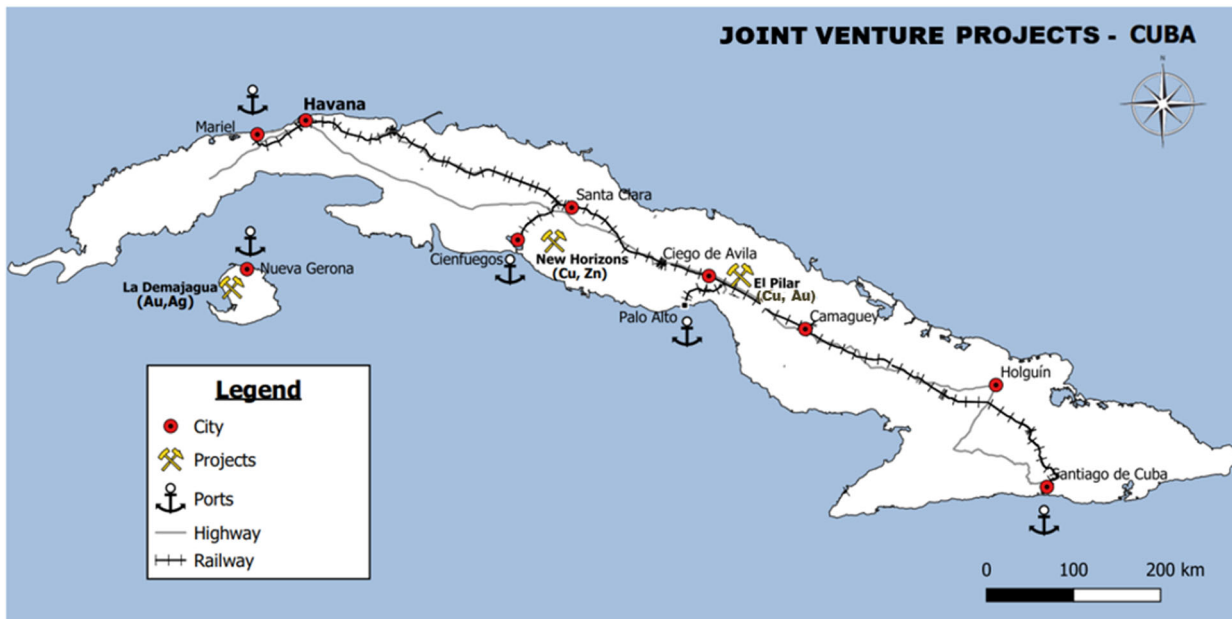 JOINT VENTURE PROJECTS - CUBA
N
Havana
Mariel
Santa Clara
Cienfuegos
New Horizons
(Cu, Zn)
Ciego de Avila
Nueva Gerona
La Demajagua
(Au,Ag)
El Pilar
(Cu, Au)
Palo Alto
Camaguey
Holguín
Santiago de Cuba
Legend
City
Projects
Ports
Highway
Railway
0 100 200 km